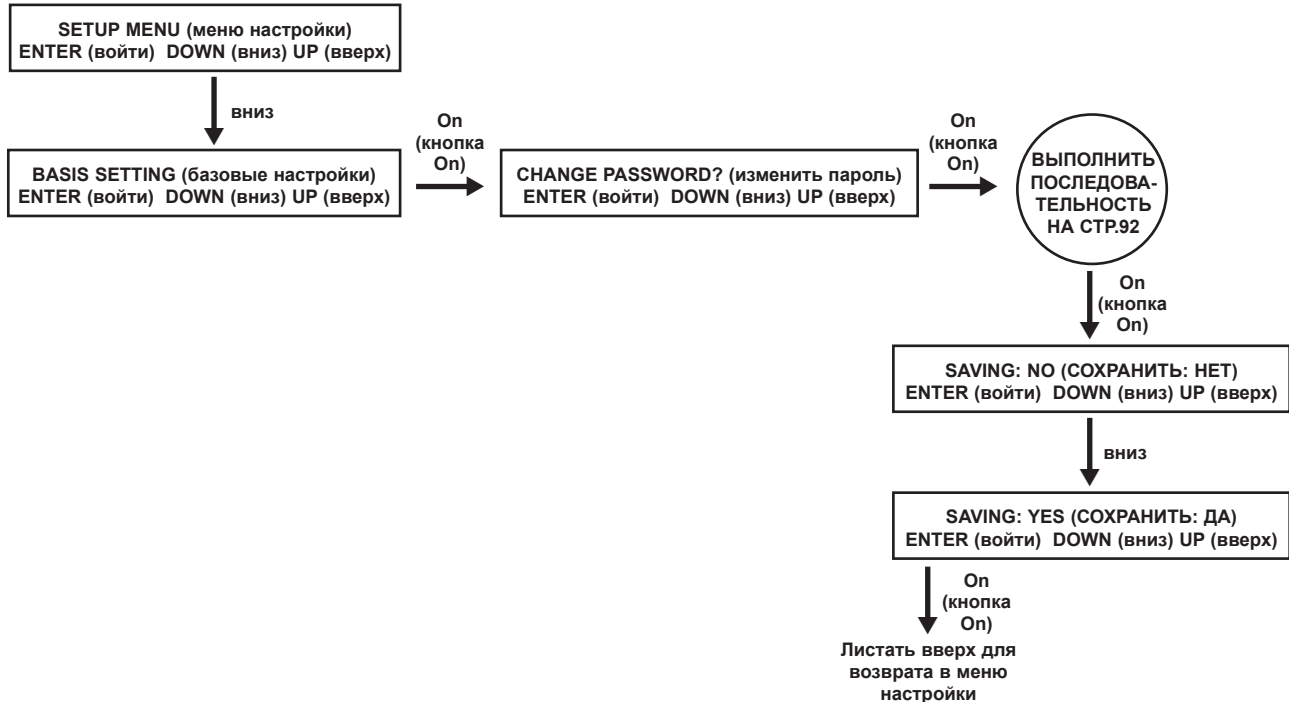 SETUP MENU (меню настройки)
ENTER (войти) DOWN (вниз) UP (вверх)
вниз
BASIS SETTING (базовые настройки)
ENTER (войти) DOWN (вниз) UP (вверх)
On
(кнопка
On)
CHANGE PASSWORD? (изменить пароль)
ENTER (войти) DOWN (вниз) UP (вверх)
On
(кнопка
On)
ВЫПОЛНИТЬ
ПОСЛЕДОВА-
ТЕЛЬНОСТЬ
НА СТР.92
On
(кнопка
On)
SAVING: NO (СОХРАНИТЬ: НЕТ)
ENTER (войти) DOWN (вниз) UP (вверх)
вниз
SAVING: YES (СОХРАНИТЬ: ДА)
ENTER (войти) DOWN (вниз) UP (вверх)
On
(кнопка
On)
Листать вверх для
возврата в меню
настройки